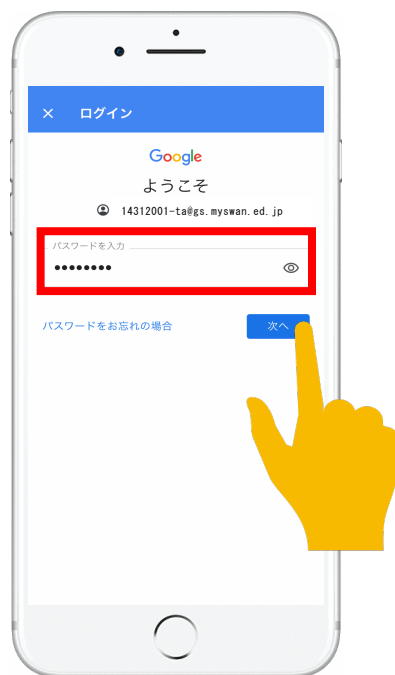 × ログイン
Google
ようこそ
14312001-ta@gs.myswan.ed.jp
パスワードを入力
••••••••
パスワードをお忘れの場合
次へ